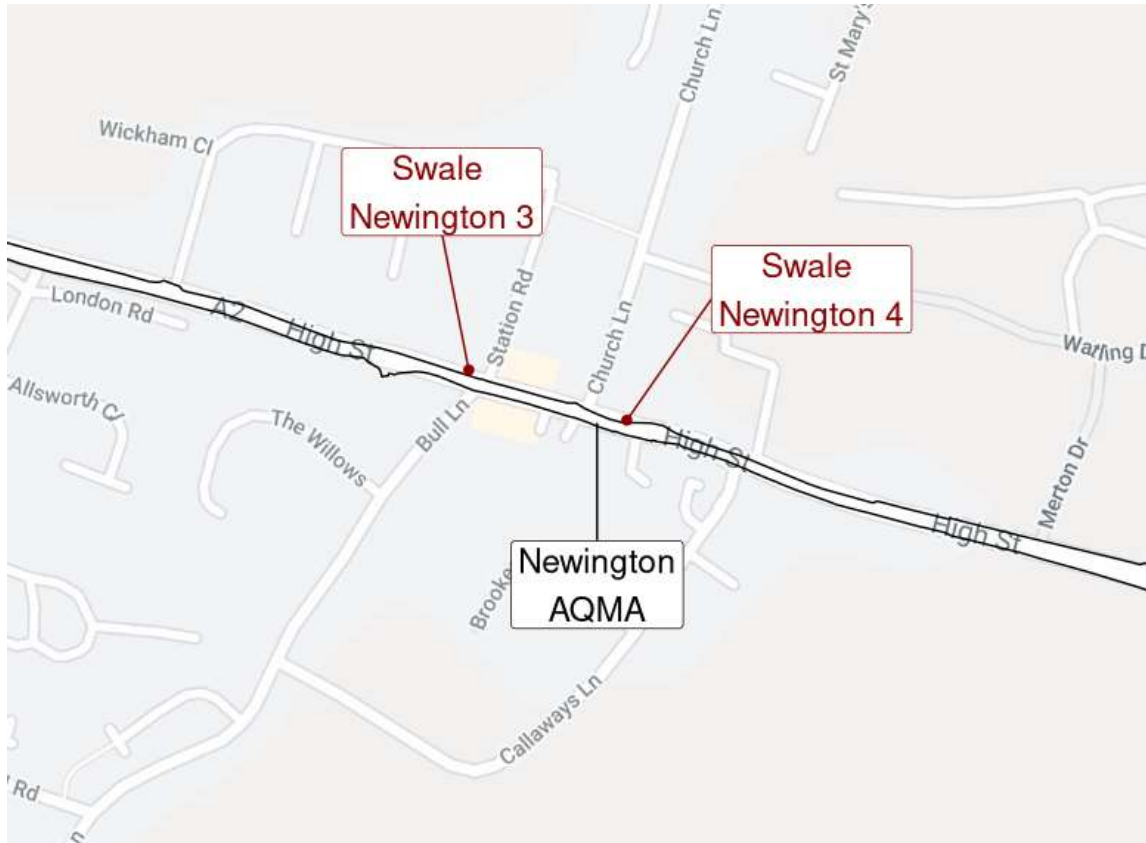 Church Ln
St Mary's
Wickham Cl
Swale
Newington 3
Swale
Newington 4
London Rd
A2
High St
Station Rd
Church Ln
Allsworth Cl
The Willows
Bull Ln
High St
High St
Merton Dr
Newington
AQMA
Callaways Ln
Rd